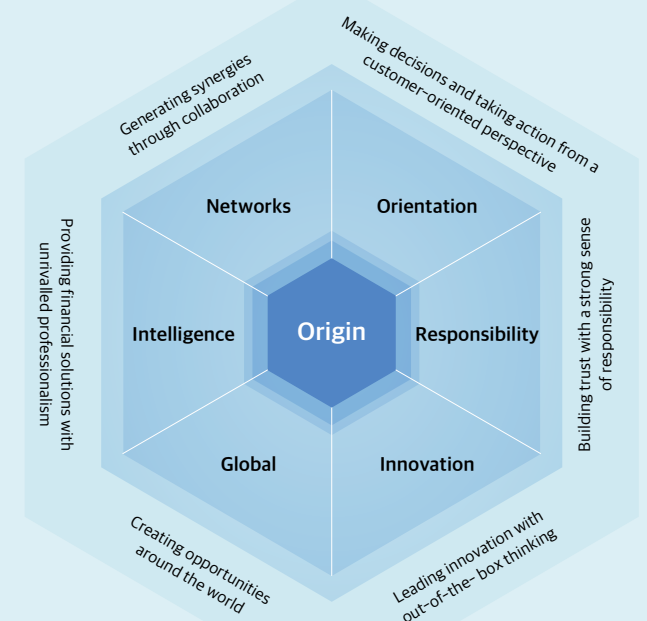 Making decisions and taking action from a
customer-oriented perspective
Generating synergies
through collaboration
Networks
Orientation
Providing financial solutions with
unrivalled professionalism
Intelligence
Origin
Responsibility
Building trust with a strong sense
of responsibility
Global
Innovation
Creating opportunities
around the world
Leading innovation with
out-of-the- box thinking